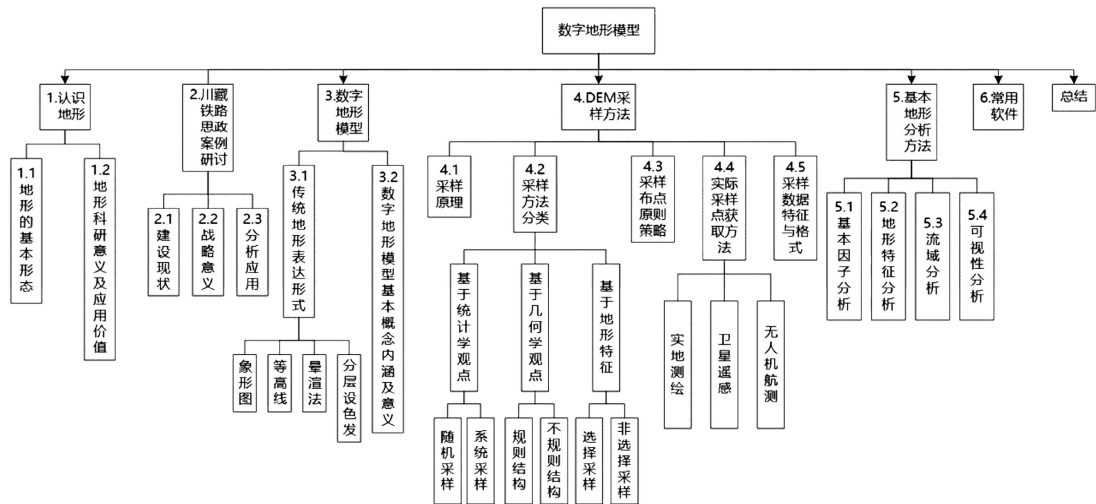 数字地形模型
1.认识
地形
2.川藏
铁路
思政
案例
研讨
3.数字
地形
模型
4.DEM采
样方法
5.基本
地形
分析
方法
6.常用
软件
总结
1.1
地形的基本形态
1.2
地形科研意义及应用价值
2.1
建设现状
2.2
战略意义
2.3
分析应用
3.1
传统地形表达形式
3.2
数字地形模型基本概念内涵及意义
4.1
采样
原理
4.2
采样
方法
分类
4.3
采样
布点
原则
策略
4.4
实际
采样
点获
取方
法
4.5
采样
数据
特征
与格
式
5.1
基本因子分析
5.2
地形特征分析
5.3
流域分析
5.4
可视性分析
象形图
等高线
晕渲法
分层设色发
基于统计学观点
基于几何学观点
基于地形特征
实地测绘
卫星遥感
无人机航测
随机采样
系统采样
规则结构
不规则结构
选择采样
非选择采样